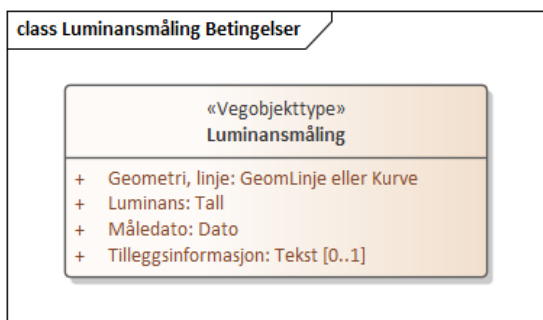 class Luminansmåling Betingelser
«Vegobjekttype»
Luminansmåling
+ Geometri, linje: GeomLinje eller Kurve
+ Luminans: Tall
+ Måledato: Dato
+ Tilleggsinformasjon: Tekst [0..1]